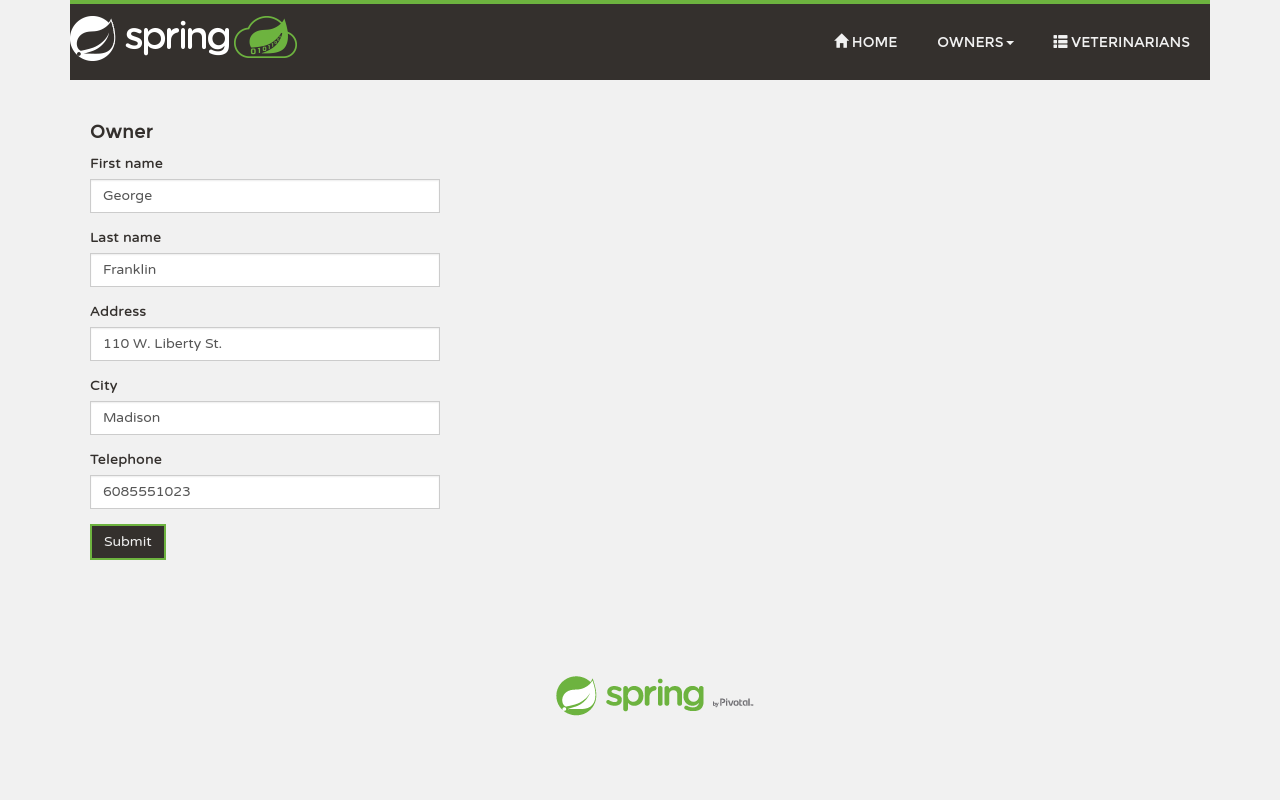 spring
HOME
OWNERS
VETERINARIANS
Owner
First name
George
Last name
Franklin
Address
110 W. Liberty St.
City
Madison
Telephone
6085551023
Submit
spring by Pivotal.